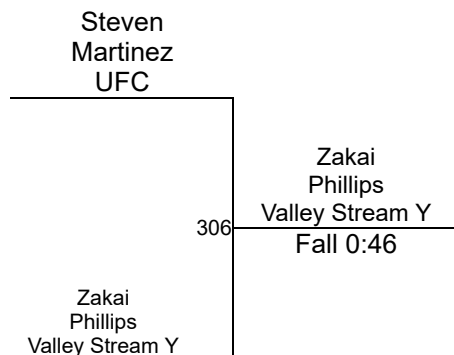 Steven
Martinez
UFC
Zakai
Phillips
Valley Stream Y
306
Fall 0:46
Zakai
Phillips
Valley Stream Y